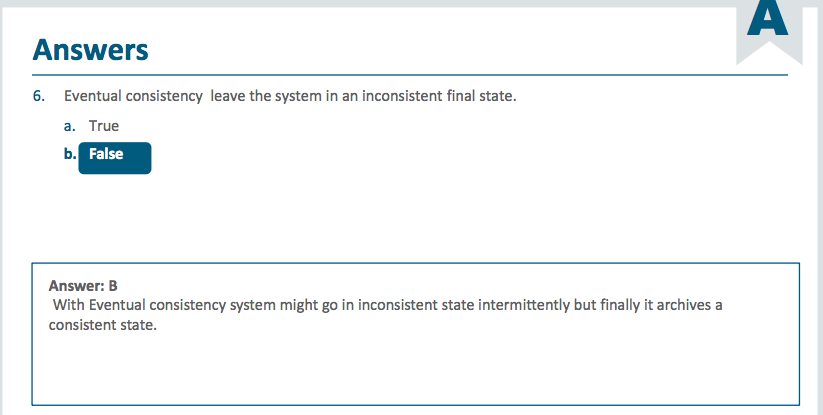 A
Answers
6. Eventual consistency leave the system in an inconsistent final state.
a. True
b. False
Answer: B
With Eventual consistency system might go in inconsistent state intermittently but finally it archives a
consistent state.